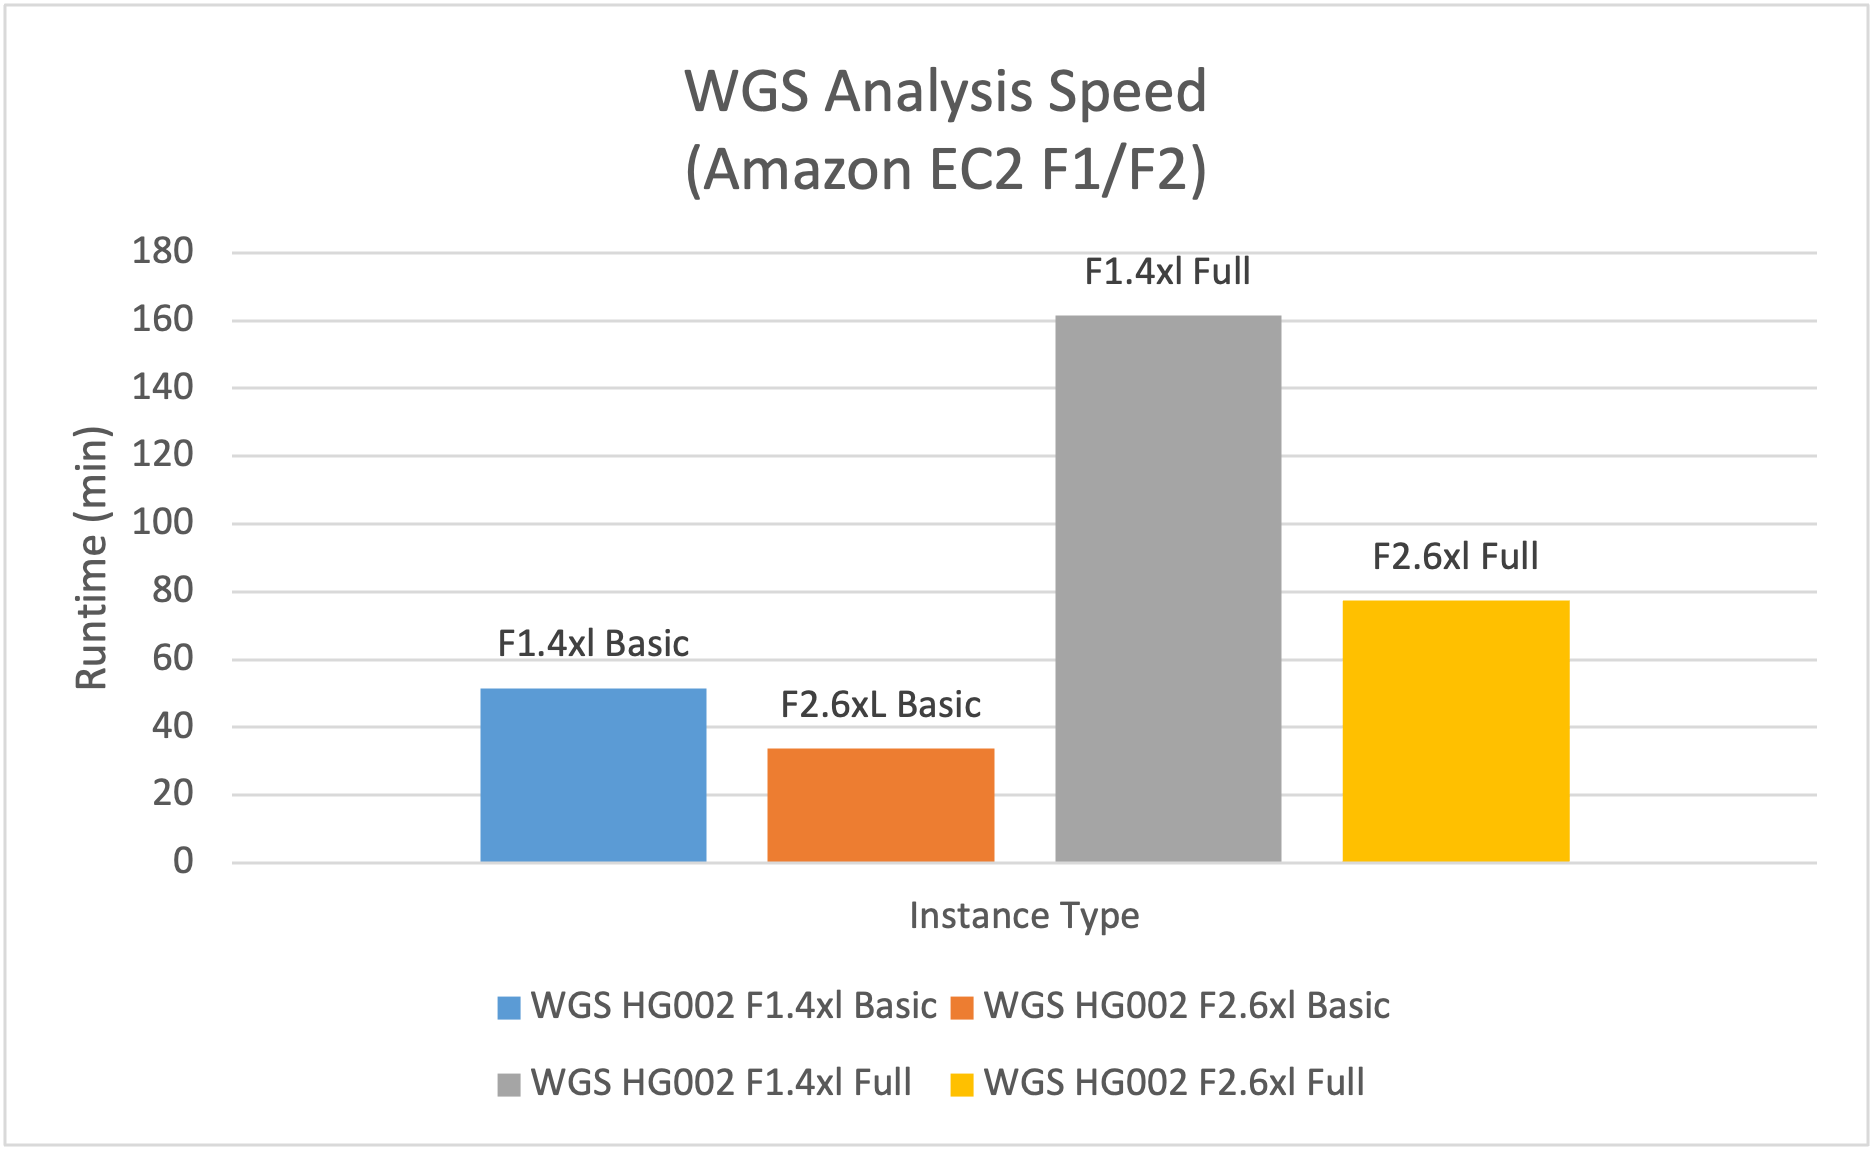 WGS Analysis Speed
(Amazon EC2 F1/F2)
180
160
140
120
100
80
60
40
20
0
Runtime (min)
F1.4xl Basic
F2.6xL Basic
F1.4xl Full
F2.6xl Full
Instance Type
WGS HG002 F1.4xl Basic
WGS HG002 F2.6xl Basic
WGS HG002 F1.4xl Full
WGS HG002 F2.6xl Full